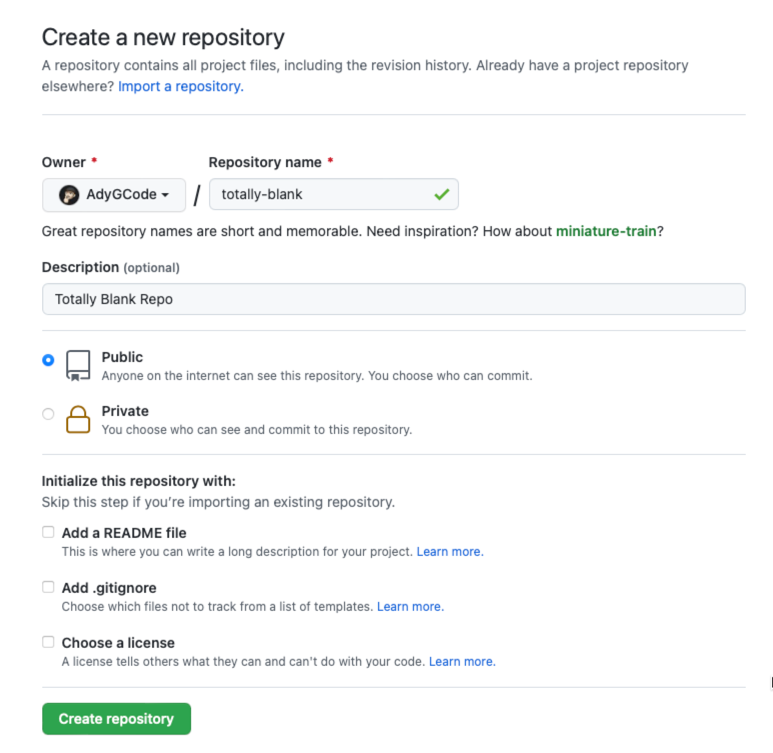 Create a new repository
A repository contains all project files, including the revision history. Already have a project repository
elsewhere? Import a repository.
Owner * Repository name *
AdyGCode / totally-blank
Great repository names are short and memorable. Need inspiration? How about miniature-train?
Description (optional)
Totally Blank Repo
Public
Anyone on the internet can see this repository. You choose who can commit.
Private
You choose who can see and commit to this repository.
Initialize this repository with:
Skip this step if you’re importing an existing repository.
Add a README file
This is where you can write a long description for your project. Learn more.
Add .gitignore
Choose which files not to track from a list of templates. Learn more.
Choose a license
A license tells others what they can and can't do with your code. Learn more.
Create repository